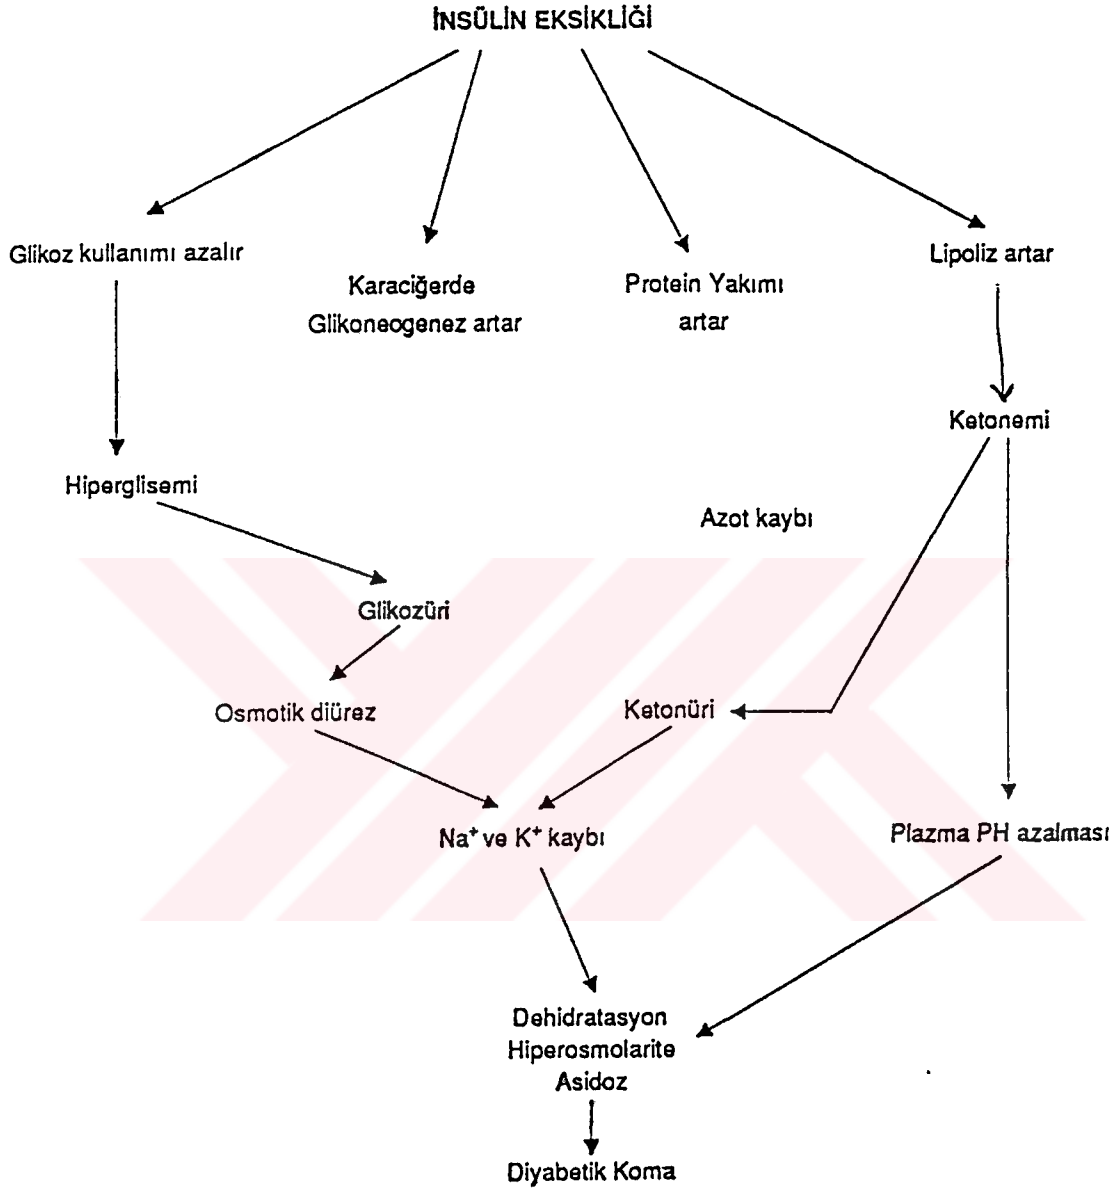 İNSÜLİN EKSİKLİĞİ
Glikoz kullanımı azalır
Karaciğerde
Glikoneogenez artar
Protein Yakımı
artar
Lipoliz artar
Ketonemi
Hiperglisemi
Azot kaybı
Glikozüri
Osmotik diürez
Ketonüri
Na⁺ ve K⁺ kaybı
Plazma PH azalması
Dehidratasyon
Hiperosmolarite
Asidoz
Diyabetik Koma